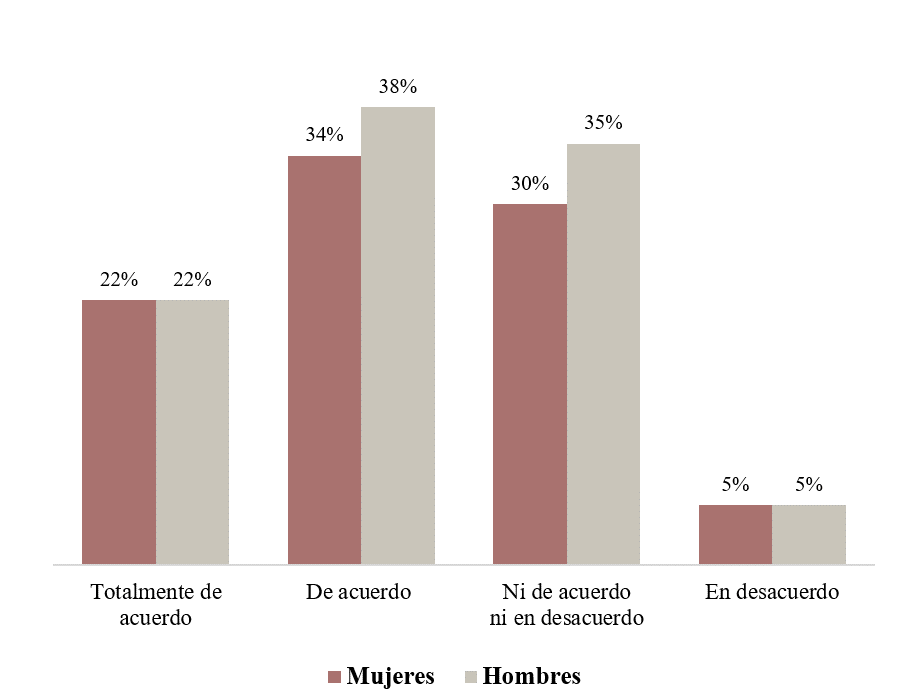 38%
34%
35%
30%
22%
22%
5%
5%
Totalmente de
acuerdo
De acuerdo
Ni de acuerdo
ni en desacuerdo
En desacuerdo
Mujeres
Hombres